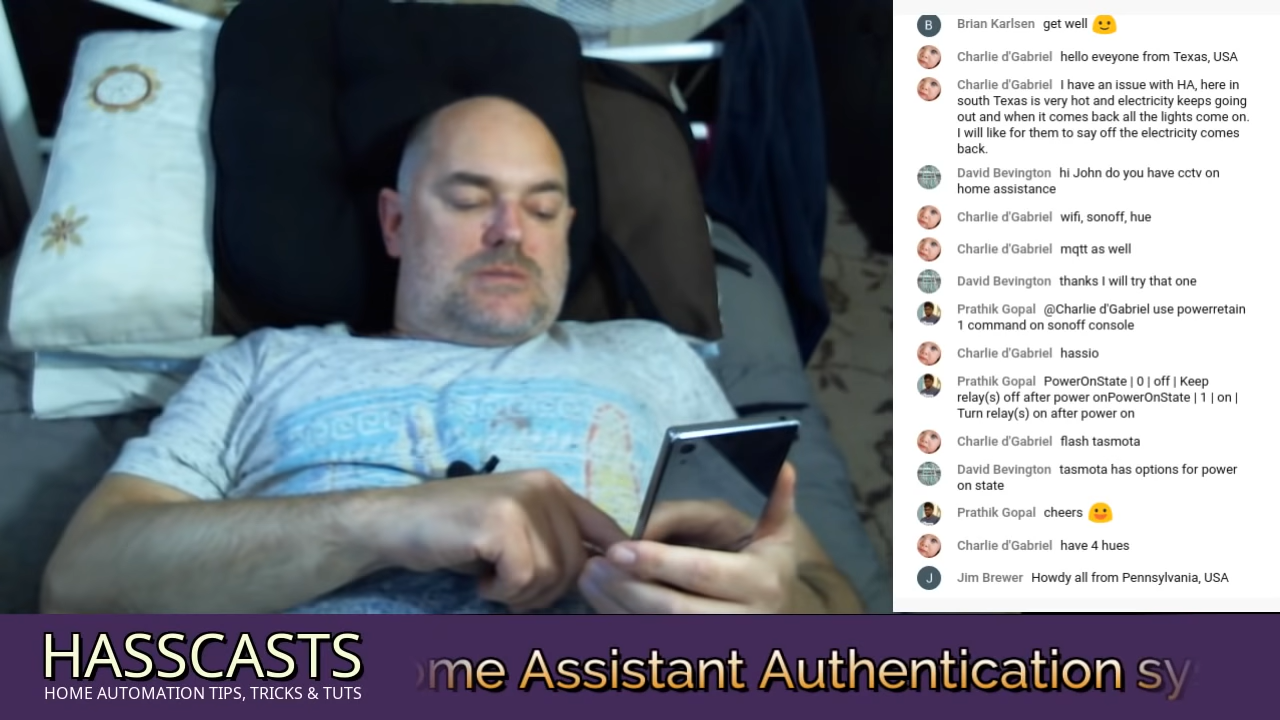 B Brian Karlsen get well
Charlie d'Gabriel hello eveyone from Texas, USA
Charlie d'Gabriel I have an issue with HA, here in
south Texas is very hot and electricity keeps going
out and when it comes back all the lights come on.
I will like for them to say off the electricity comes
back.
David Bevington hi John do you have cctv on
home assistance
Charlie d'Gabriel wifi, sonoff, hue
Charlie d'Gabriel mqtt as well
David Bevington thanks I will try that one
Prathik Gopal @Charlie d'Gabriel use powerretain
1 command on sonoff console
Charlie d'Gabriel hassio
Prathik Gopal PowerOnState | 0 | off | Keep
relay(s) off after power onPowerOnState | 1 | on |
Turn relay(s) on after power on
Charlie d'Gabriel flash tasmota
David Bevington tasmota has options for power
on state
Prathik Gopal cheers
Charlie d'Gabriel have 4 hues
J Jim Brewer Howdy all from Pennsylvania, USA
HASSCASTS
HOME AUTOMATION TIPS, TRICKS & TUTS
ome Assistant Authentication sy